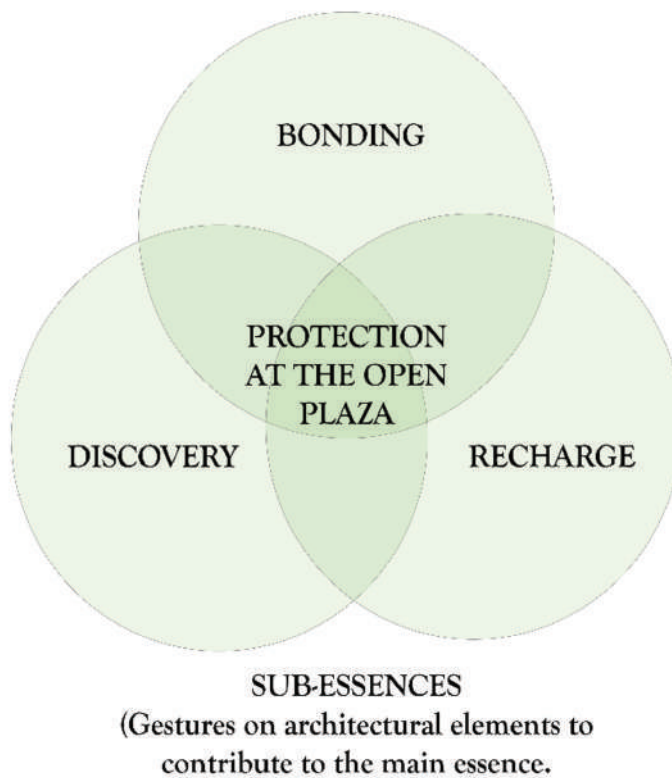 BONDING
PROTECTION
AT THE OPEN
PLAZA
DISCOVERY
RECHARGE
SUB-ESSENCES
(Gestures on architectural elements to
contribute to the main essence.